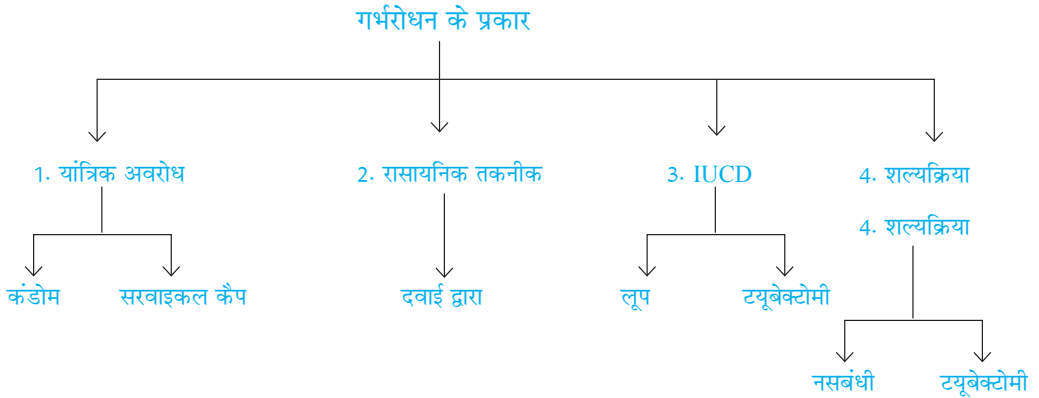 गर्भरोधन के प्रकार
1. यांत्रिक अवरोध
2. रासायनिक तकनीक
3. IUCD
4. शल्यक्रिया
4. शल्यक्रिया
कंडोम
सरवाइकल कैप
दवाई द्वारा
लूप
टयूबेक्टोमी
नसबंधी
टयूबेक्टोमी